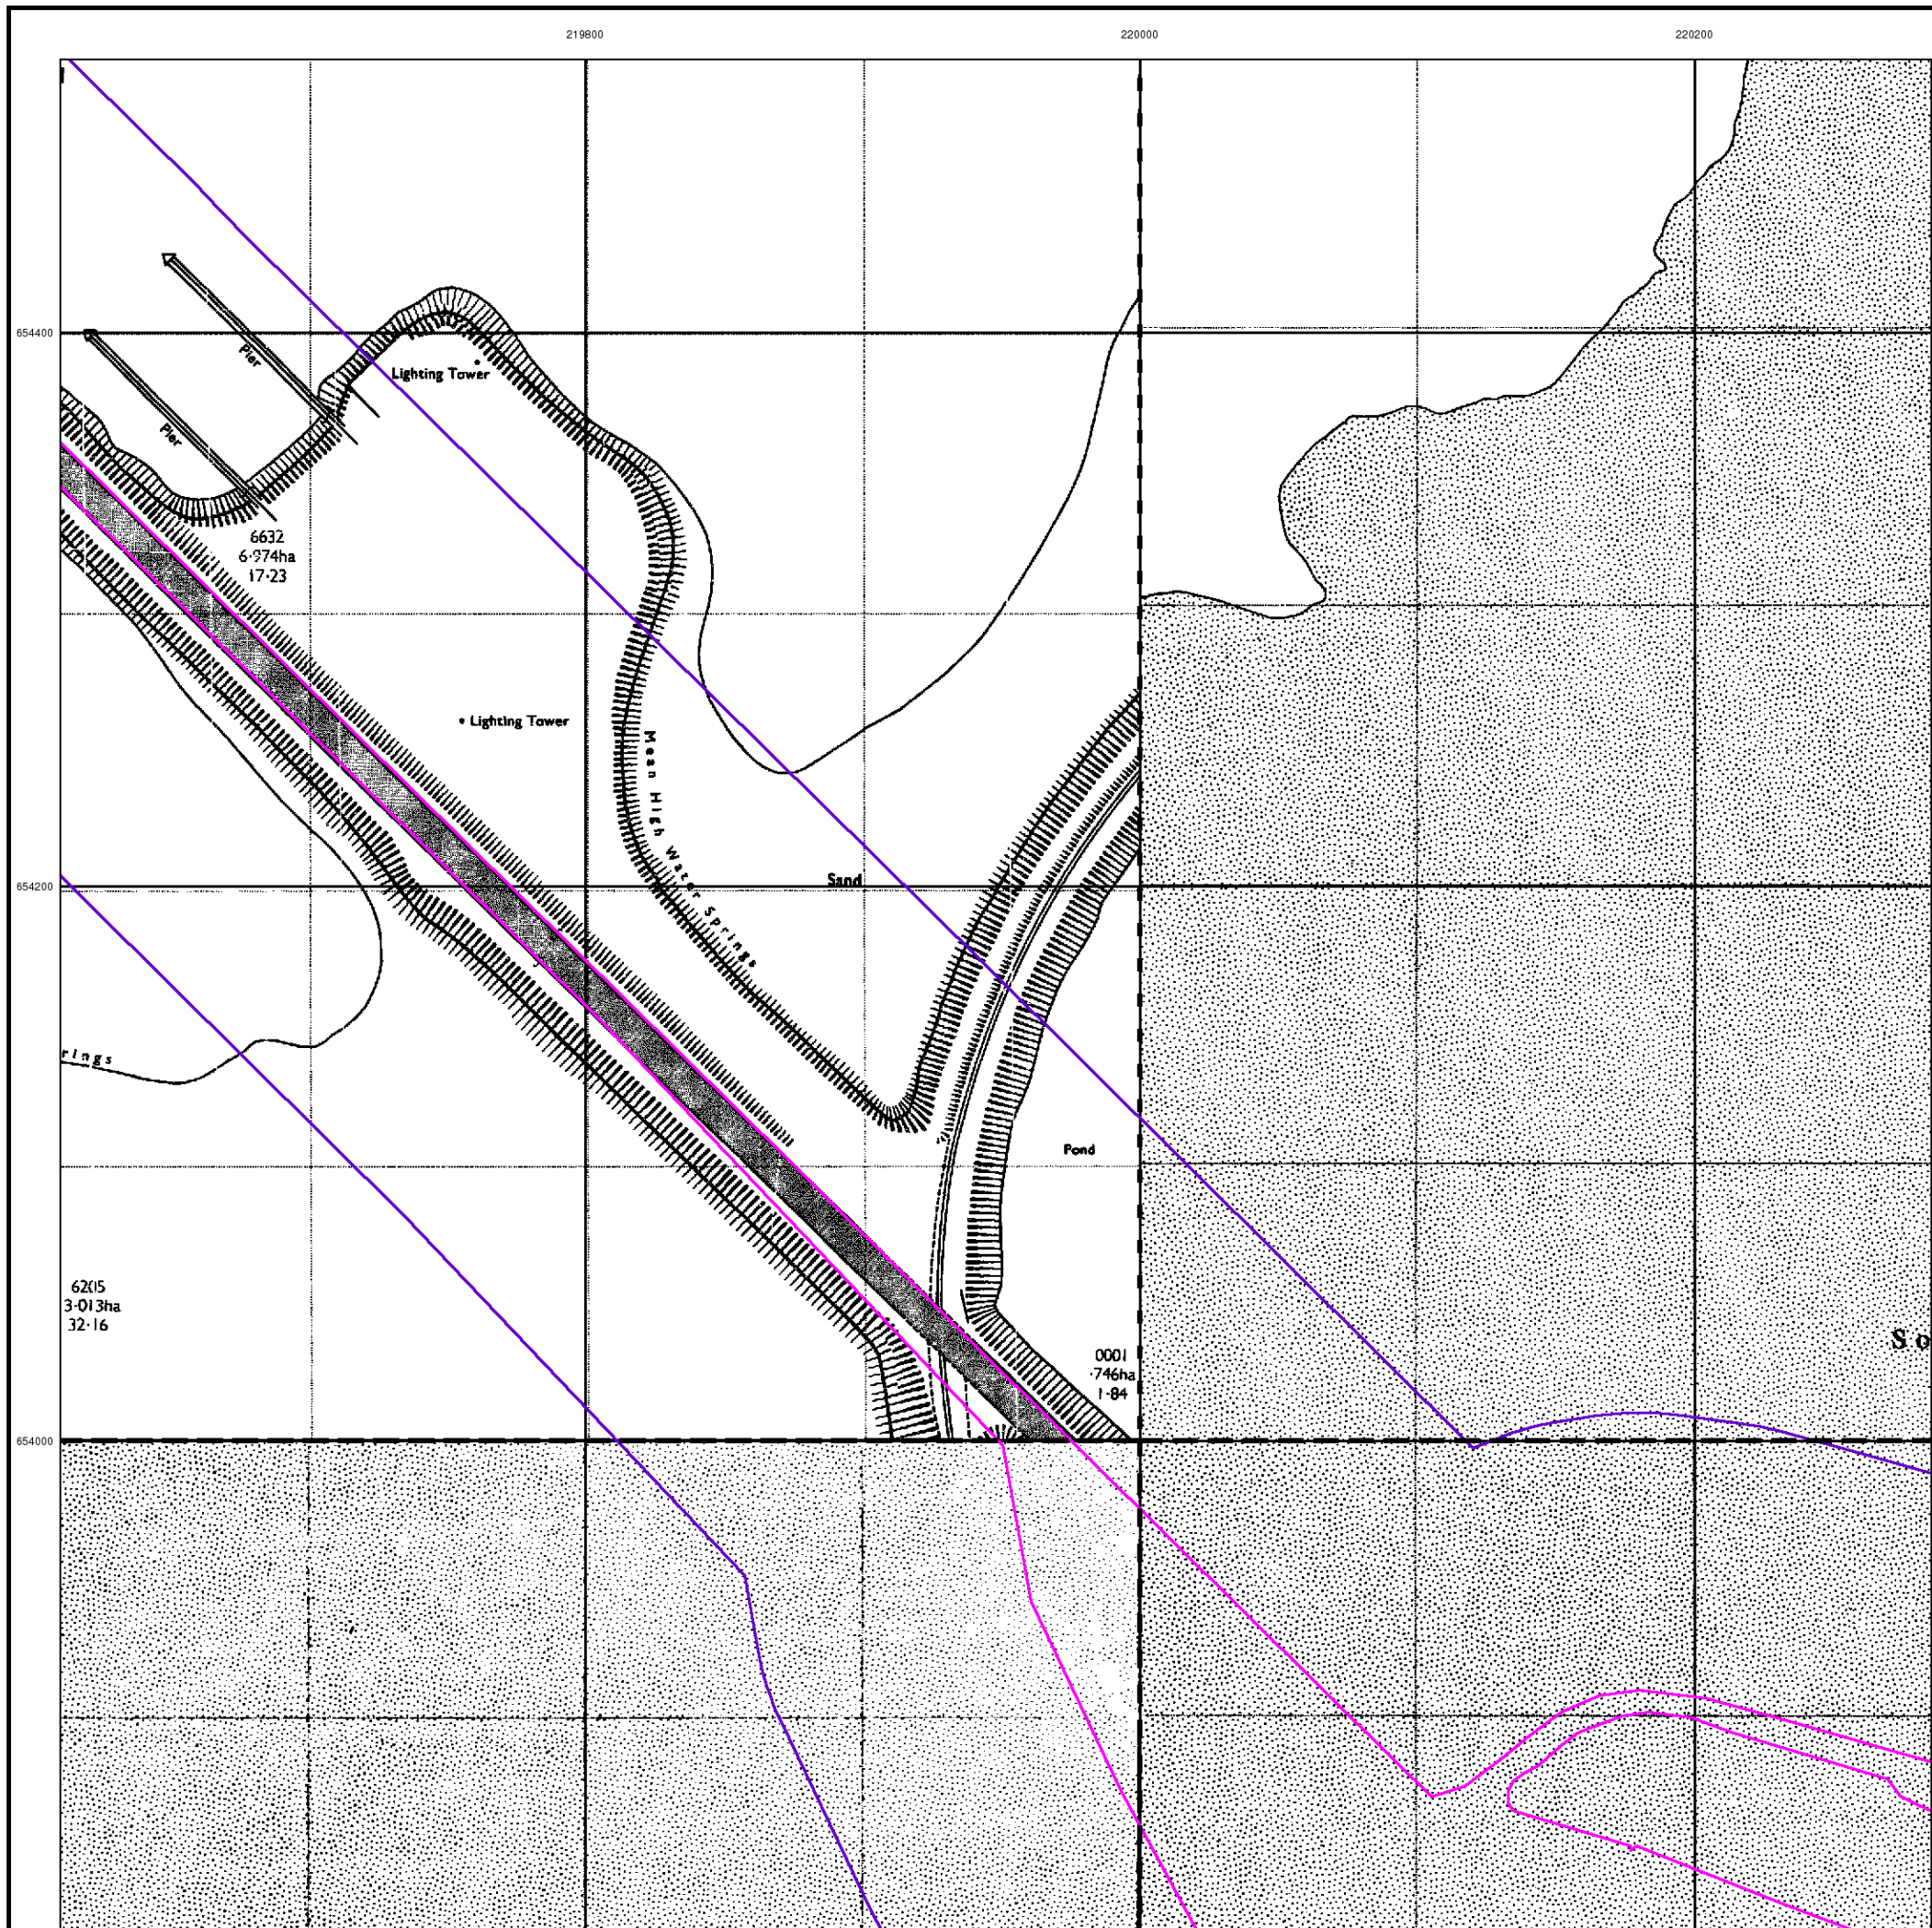 219800
220000
220200
654400
Pier
Lighting Tower
Pier
6632
6·974ha
17·23
Lighting Tower
Mean High Water Springs
654200
Sand
rings
Pond
6205
3·013ha
32·16
0001
·746ha
1·84
So
654000